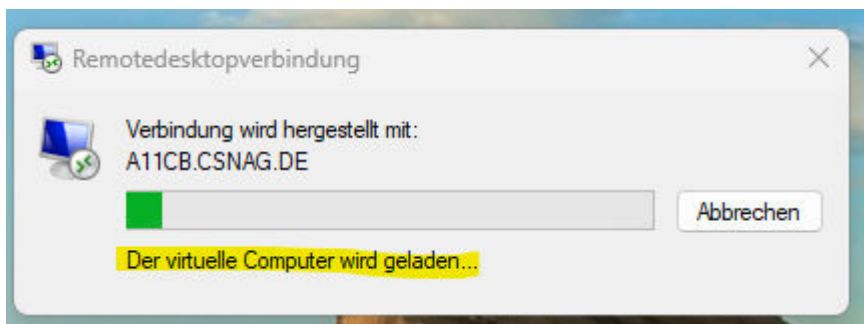 Remotedesktopverbindung
Verbindung wird hergestellt mit:
A11CB.CSNAG.DE
Abbrechen
Der virtuelle Computer wird geladen...